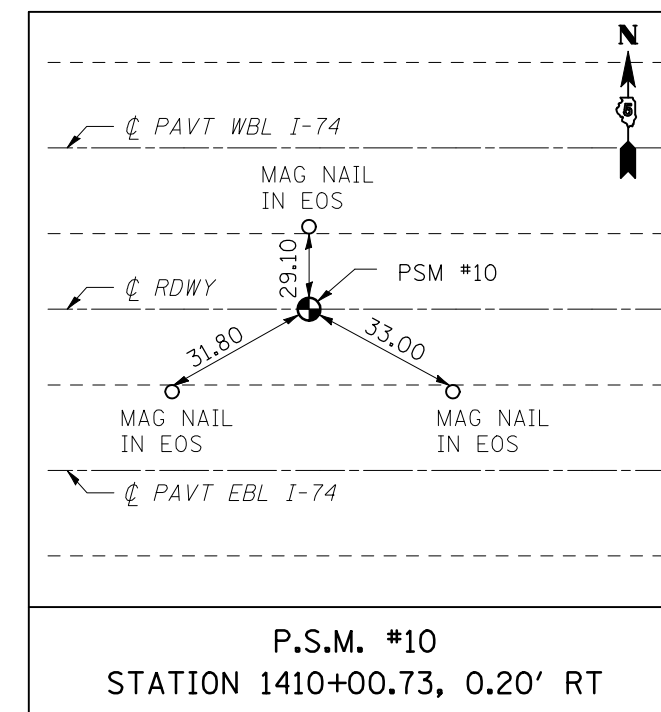 N
5
℄ PAVT WBL I-74
MAG NAIL
IN EOS
29.10
℄ RDWY
PSM #10
31.80
33.00
MAG NAIL
IN EOS
MAG NAIL
IN EOS
℄ PAVT EBL I-74
P.S.M. #10
STATION 1410+00.73, 0.20' RT